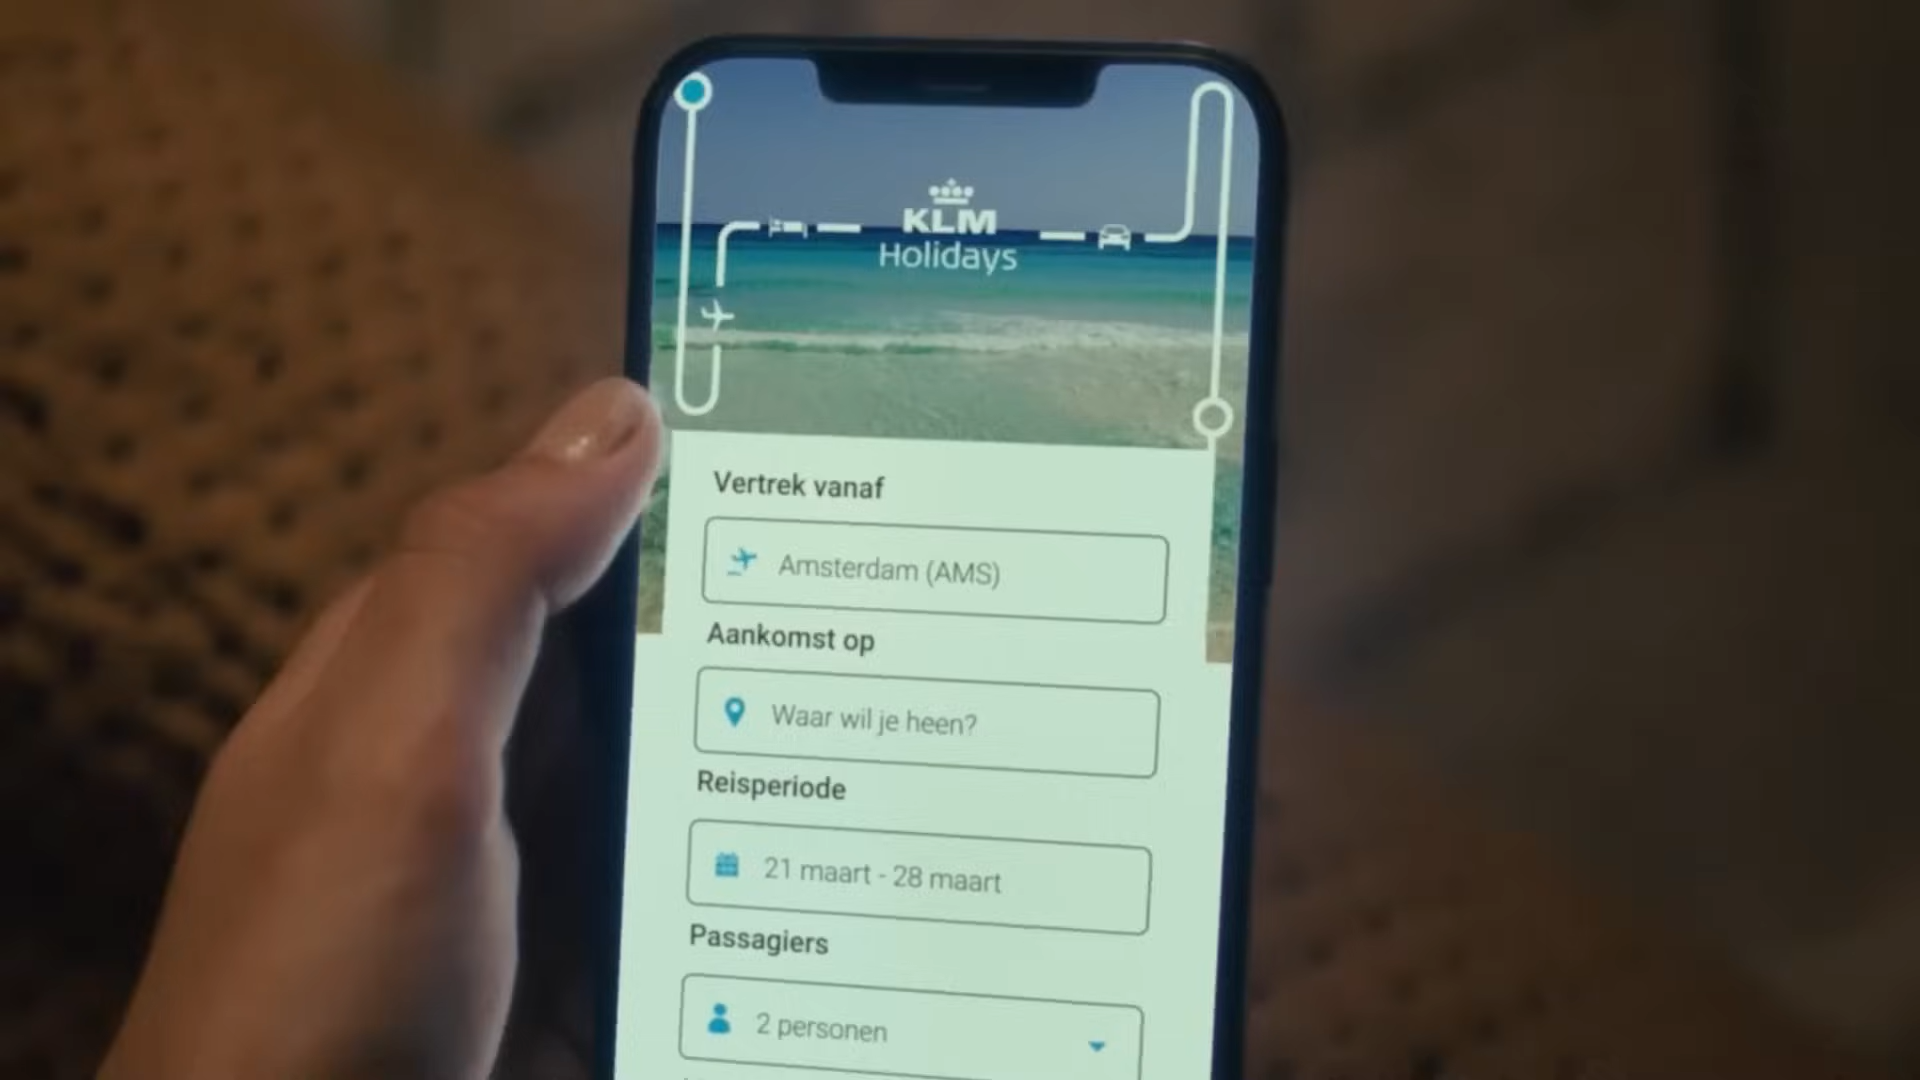 KLM
Holidays
Vertrek vanaf
Amsterdam (AMS)
Aankomst op
Waar wil je heen?
Reisperiode
21 maart - 28 maart
Passagiers
2 personen